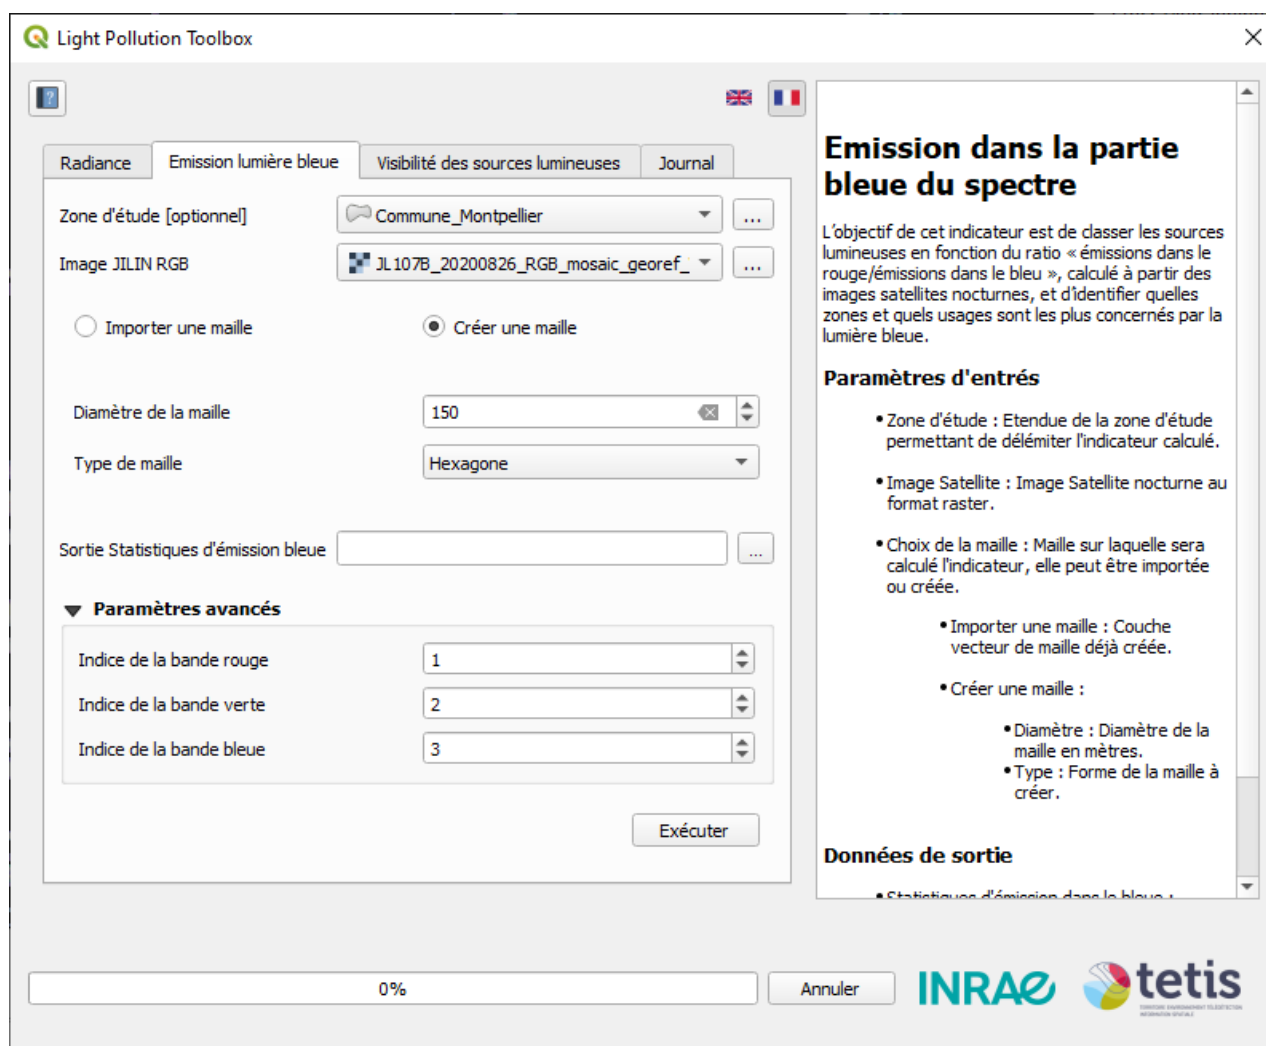 Light Pollution Toolbox
Radiance
Emission lumière bleue
Visibilité des sources lumineuses
Journal
Zone d'étude [optionnel]
Commune_Montpellier
...
Image JILIN RGB
JL107B_20200826_RGB_mosaic_georef_
...
Importer une maille
Créer une maille
Diamètre de la maille
150
Type de maille
Hexagone
Sortie Statistiques d'émission bleue
...
Paramètres avancés
Indice de la bande rouge
1
Indice de la bande verte
2
Indice de la bande bleue
3
Exécuter
Emission dans la partie
bleue du spectre
L'objectif de cet indicateur est de classer les sources
lumineuses en fonction du ratio « émissions dans le
rouge/émissions dans le bleu », calculé à partir des
images satellites nocturnes, et d'identifier quelles
zones et quels usages sont les plus concernés par la
lumière bleue.
Paramètres d'entrés
• Zone d'étude : Etendue de la zone d'étude
permettant de délémiter l'indicateur calculé.
• Image Satellite : Image Satellite nocturne au
format raster.
• Choix de la maille : Maille sur laquelle sera
calculé l'indicateur, elle peut être importée
ou créée.
• Importer une maille : Couche
vecteur de maille déjà créée.
• Créer une maille :
• Diamètre : Diamètre de la
maille en mètres.
• Type : Forme de la maille à
créer.
Données de sortie
• Statistiques d'émission dans le bleue :
0%
Annuler
INRAE
tetis